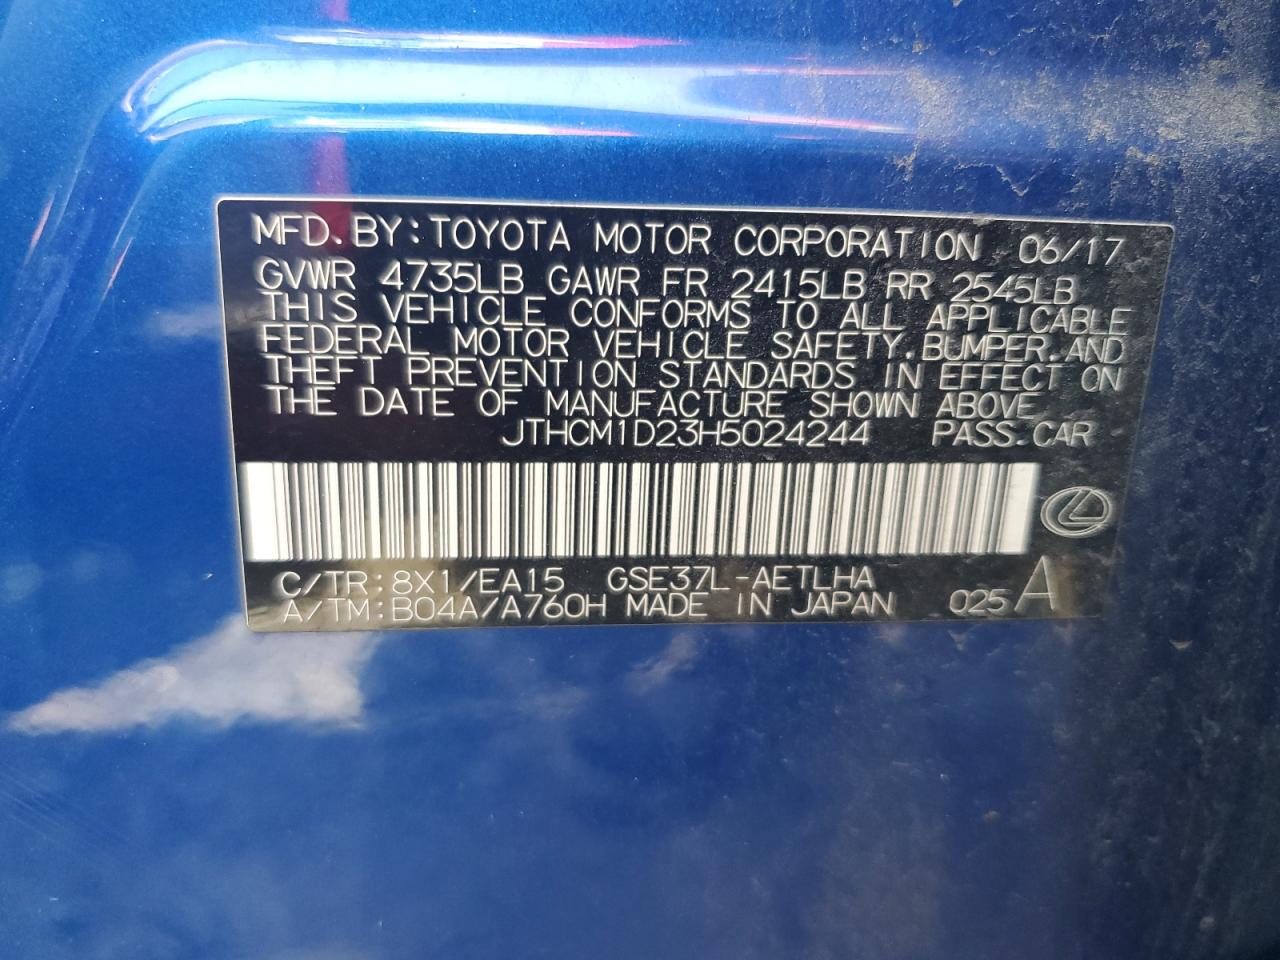 MFD. BY: TOYOTA MOTOR CORPORATION 06/17
GVWR 4735LB GAWR FR 2415LB RR 2545LB
THIS VEHICLE CONFORMS TO ALL APPLICABLE
FEDERAL MOTOR VEHICLE SAFETY, BUMPER, AND
THEFT PREVENTION STANDARDS IN EFFECT ON
THE DATE OF MANUFACTURE SHOWN ABOVE
JTHCM1D23H5024244 PASS. CAR
C/TR: 8X1/EA15 GSE37L-AETLHA
A/TM: B04A/A760H MADE IN JAPAN 025 A